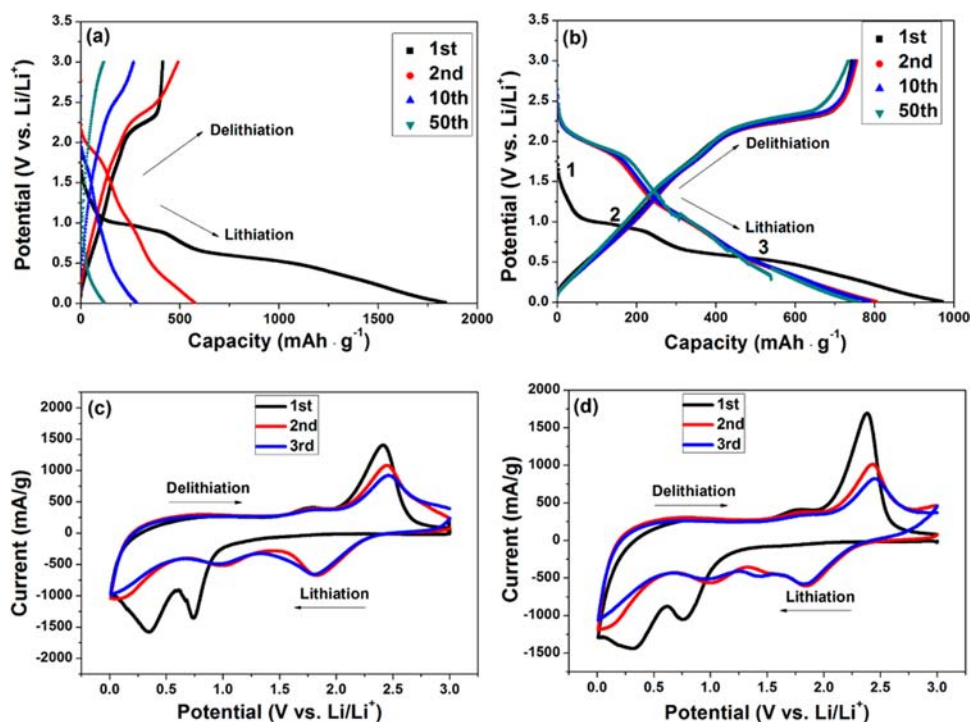 (a)
1st
2nd
10th
50th
Delithiation
Lithiation
Potential (V vs. Li/Li⁺)
3.5
3.0
2.5
2.0
1.5
1.0
0.5
0.0
0 500 1000 1500 2000
Capacity (mAh · g⁻¹)
(b)
1st
2nd
10th
50th
Delithiation
Lithiation
1
2
3
Potential (V vs. Li/Li⁺)
3.5
3.0
2.5
2.0
1.5
1.0
0.5
0.0
0 200 400 600 800 1000
Capacity (mAh · g⁻¹)
(c)
1st
2nd
3rd
Delithiation
Lithiation
Current (mA/g)
2000
1500
1000
500
0
-500
-1000
-1500
-2000
0.0 0.5 1.0 1.5 2.0 2.5 3.0
Potential (V vs. Li/Li⁺)
(d)
1st
2nd
3rd
Delithiation
Lithiation
Current (mA/g)
2000
1500
1000
500
0
-500
-1000
-1500
0.0 0.5 1.0 1.5 2.0 2.5 3.0
Potential (V vs. Li/Li⁺)